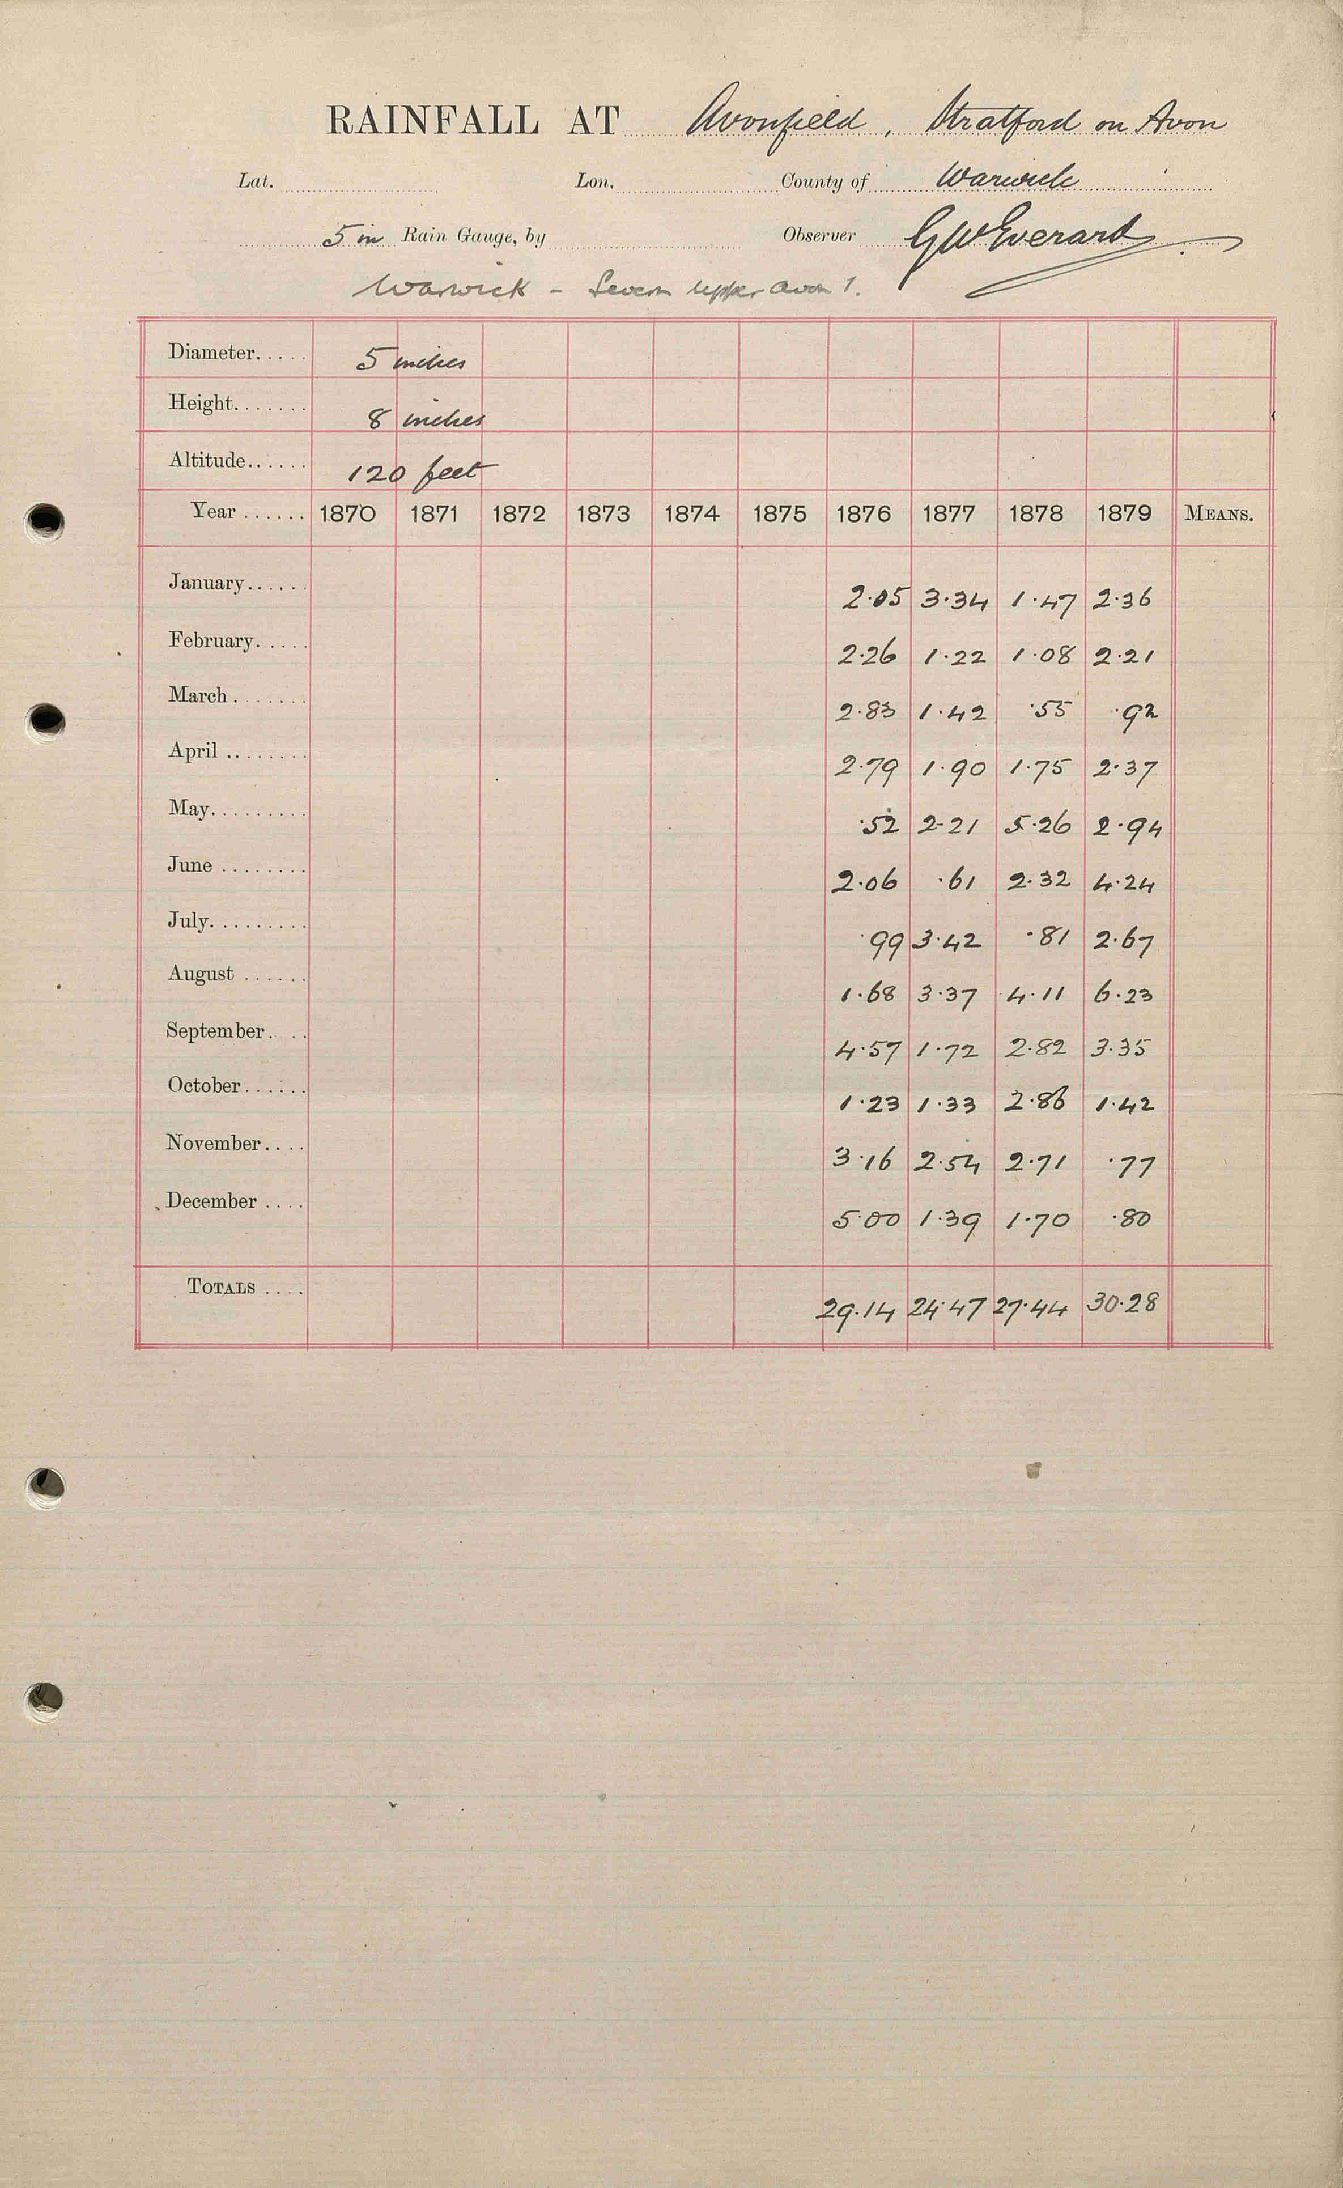 RAINFALL AT Avonfield, Stratford on Avon
Lat. Lon. County of Warwick
5 in Rain Gauge, by Observer GW Everard
Warwick - Severn upper Avon 1.
Diameter..... 5 inches
Height....... 8 inches
Altitude...... 120 feet
Year ...... 1870 1871 1872 1873 1874 1875 1876 1877 1878 1879 MEANS.
January...... 2.05 3.34 1.47 2.36
February..... 2.26 1.22 1.08 2.21
March ....... 2.83 1.42 .55 .92
April ........ 2.79 1.90 1.75 2.37
May......... .52 2.21 5.26 2.94
June ........ 2.06 .61 2.32 4.24
July......... .99 3.42 .81 2.67
August ...... 1.68 3.37 4.11 6.23
September.... 4.57 1.72 2.82 3.35
October...... 1.23 1.33 2.86 1.42
November.... 3.16 2.54 2.71 .77
December .... 5.00 1.39 1.70 .80
TOTALS .... 29.14 24.47 27.44 30.28